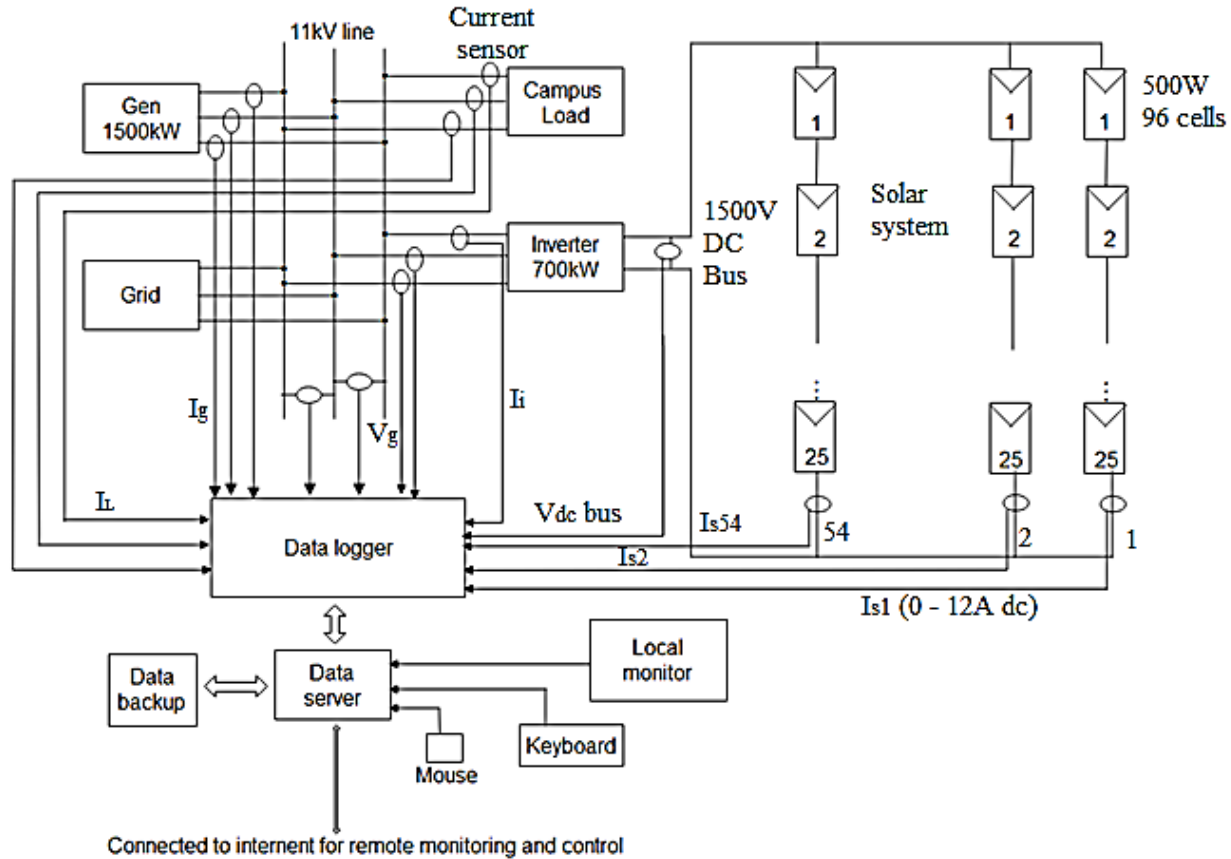 11kV line
Current
sensor
Gen
1500kW
Campus
Load
500W
96 cells
1
1
1
2
2
2
Solar
system
1500V
DC
Bus
Inverter
700kW
Grid
Ig
Vg
Ii
...
...
25
25
25
IL
Vdc bus
Is54
54
2
1
Is2
Data logger
Is1 (0 - 12A dc)
Local
monitor
Data
backup
Data
server
Keyboard
Mouse
Connected to internent for remote monitoring and control